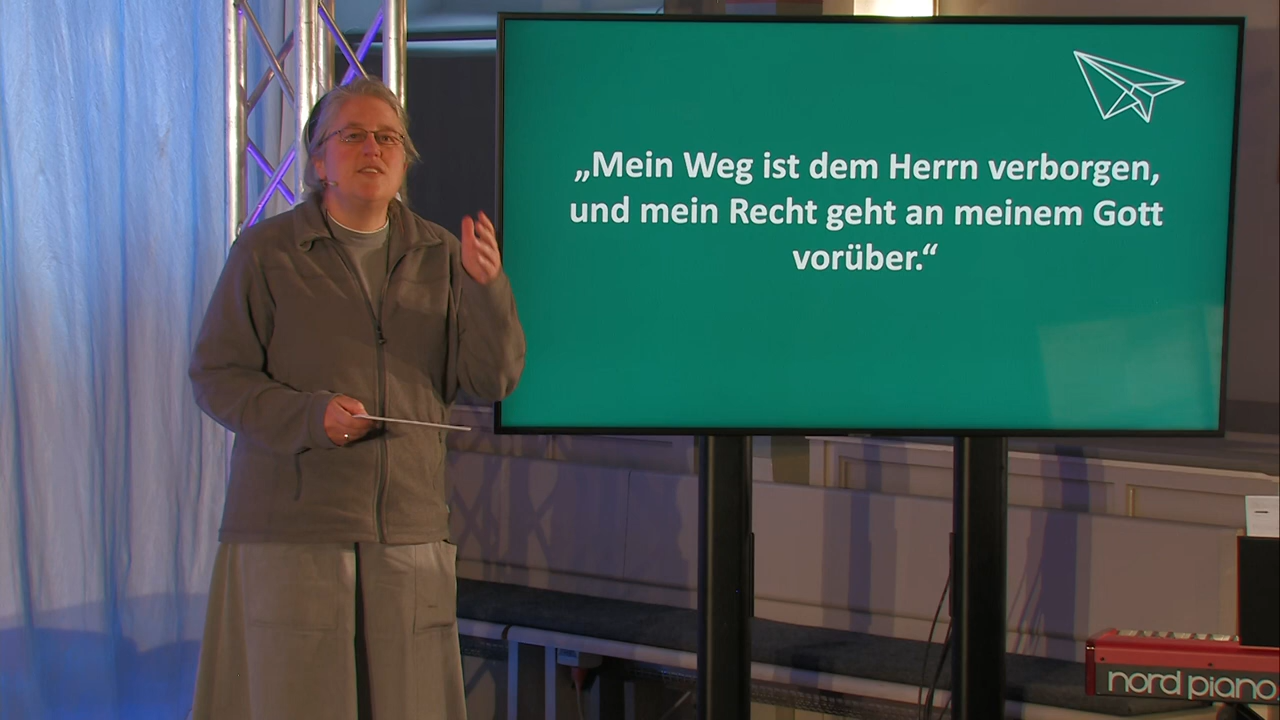 „Mein Weg ist dem Herrn verborgen,
und mein Recht geht an meinem Gott
vorüber.“
nord piano